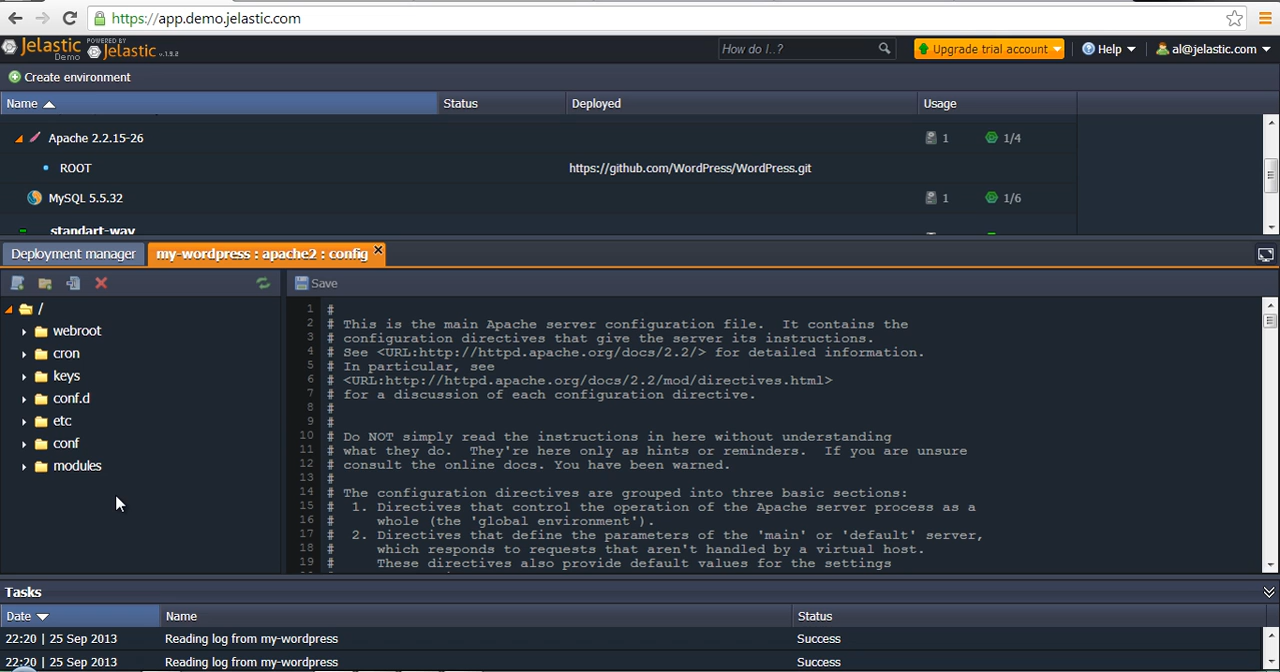 https://app.demo.jelastic.com
Jelastic Demo POWERED BY Jelastic v-1.9.2
How do I..?
Upgrade trial account
Help
al@jelastic.com
Create environment
Name Status Deployed Usage
Apache 2.2.15-26 1 1/4
ROOT https://github.com/WordPress/WordPress.git
MySQL 5.5.32 1 1/6
standart-way
Deployment manager my-wordpress : apache2 : config
Save
/
webroot
cron
keys
conf.d
etc
conf
modules
1 #
2 # This is the main Apache server configuration file. It contains the
3 # configuration directives that give the server its instructions.
4 # See <URL:http://httpd.apache.org/docs/2.2/> for detailed information.
5 # In particular, see
6 # <URL:http://httpd.apache.org/docs/2.2/mod/directives.html>
7 # for a discussion of each configuration directive.
8 #
9 #
10 # Do NOT simply read the instructions in here without understanding
11 # what they do. They're here only as hints or reminders. If you are unsure
12 # consult the online docs. You have been warned.
13 #
14 # The configuration directives are grouped into three basic sections:
15 # 1. Directives that control the operation of the Apache server process as a
16 # whole (the 'global environment').
17 # 2. Directives that define the parameters of the 'main' or 'default' server,
18 # which responds to requests that aren't handled by a virtual host.
19 # These directives also provide default values for the settings
Tasks
Date Name Status
22:20 | 25 Sep 2013 Reading log from my-wordpress Success
22:20 | 25 Sep 2013 Reading log from my-wordpress Success